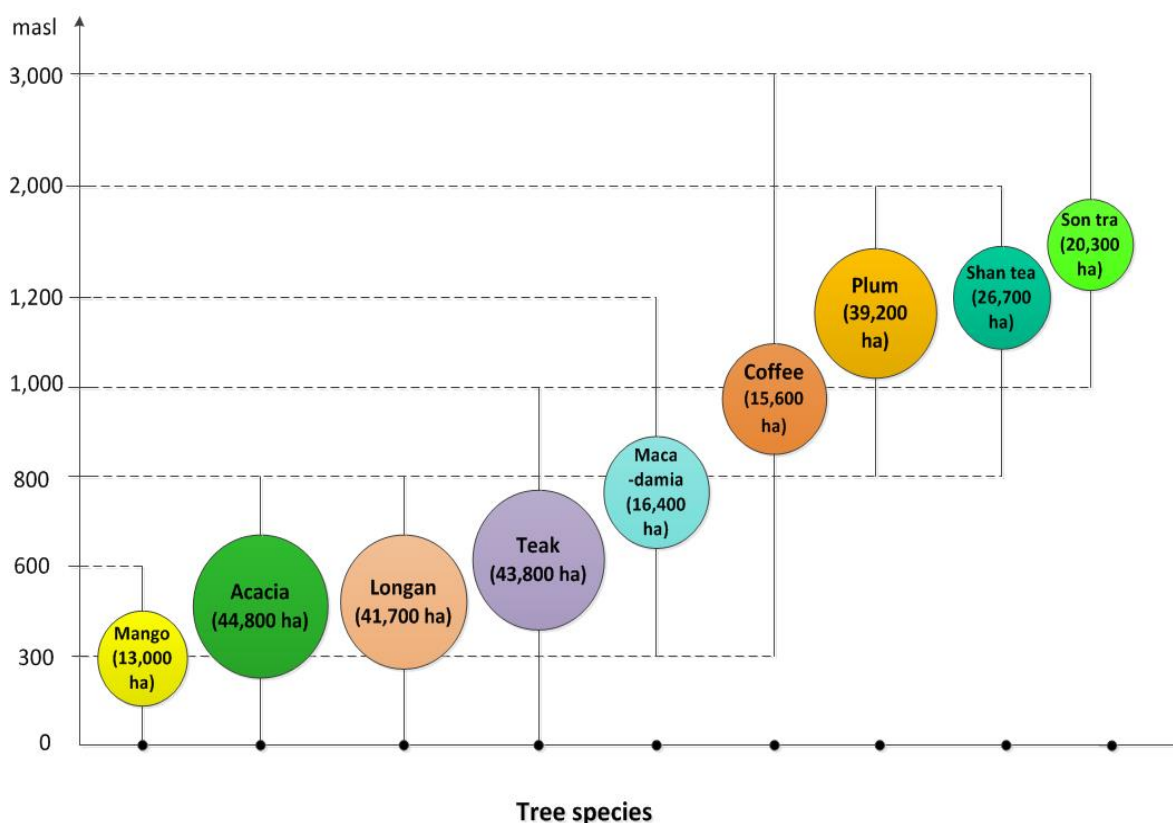 masl
3,000
2,000
1,200
1,000
800
600
300
0
Mango
(13,000
ha)
Acacia
(44,800 ha)
Longan
(41,700 ha)
Teak
(43,800 ha)
Maca
-damia
(16,400
ha)
Coffee
(15,600
ha)
Plum
(39,200
ha)
Shan tea
(26,700
ha)
Son tra
(20,300
ha)
Tree species